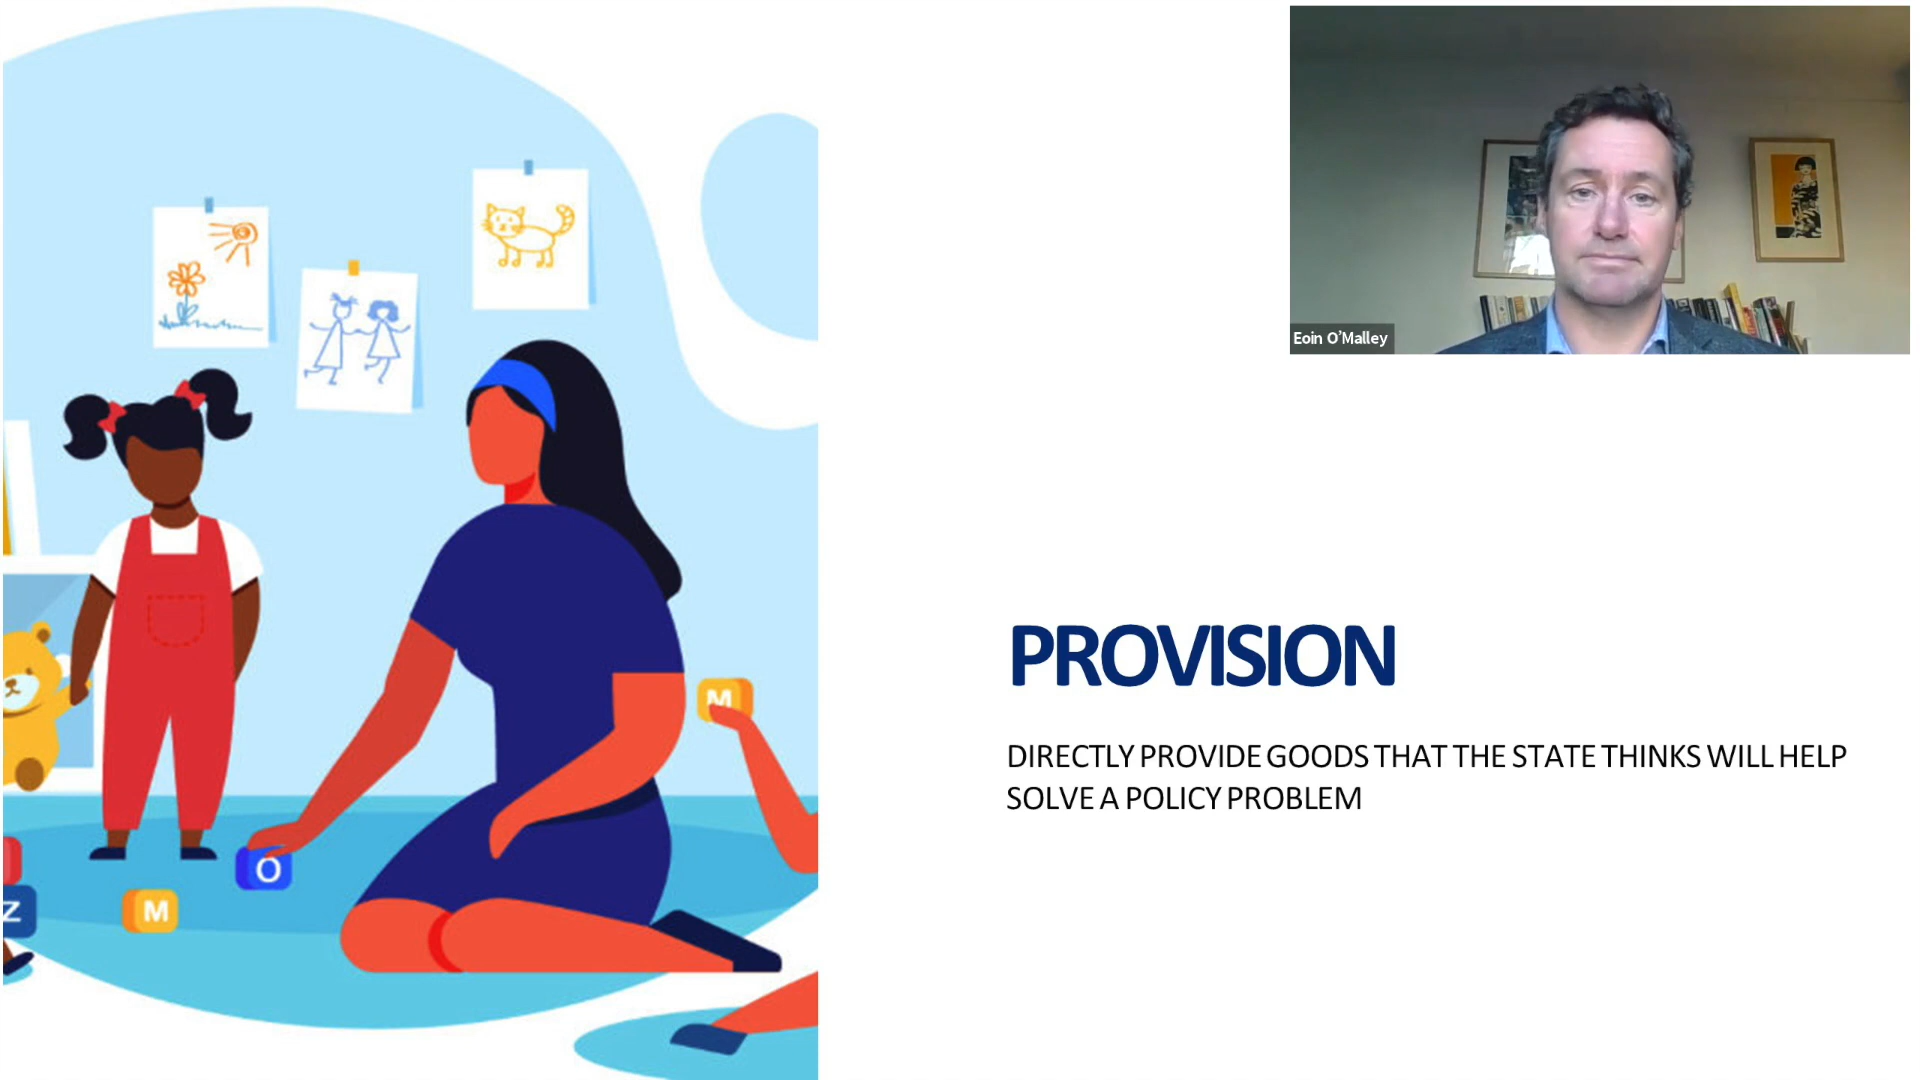 Eoin O'Malley
PROVISION
DIRECTLY PROVIDE GOODS THAT THE STATE THINKS WILL HELP
SOLVE A POLICY PROBLEM
M
O
M
Z